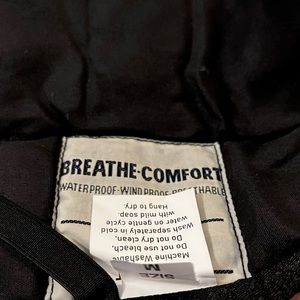 BREATHE-COMFORT
WATERPROOF-WINDPROOF-BREATHABLE
SIZE
M
Machine Washable
Do not use bleach.
Do not dry clean.
Wash separately in cold
water on gentle cycle
with mild soap.
Hang to dry.